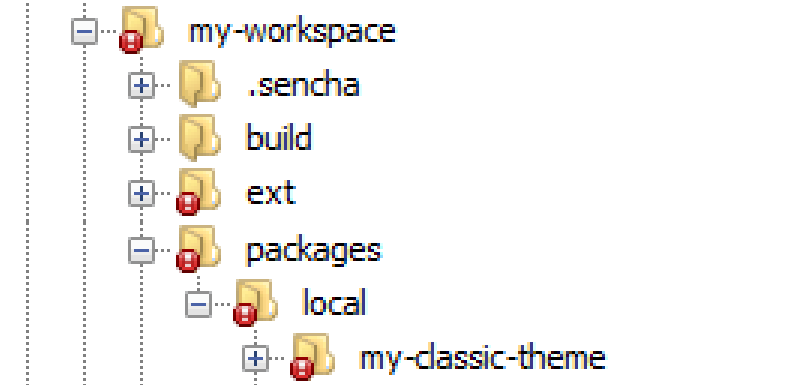 my-workspace
.sencha
build
ext
packages
local
my-classic-theme